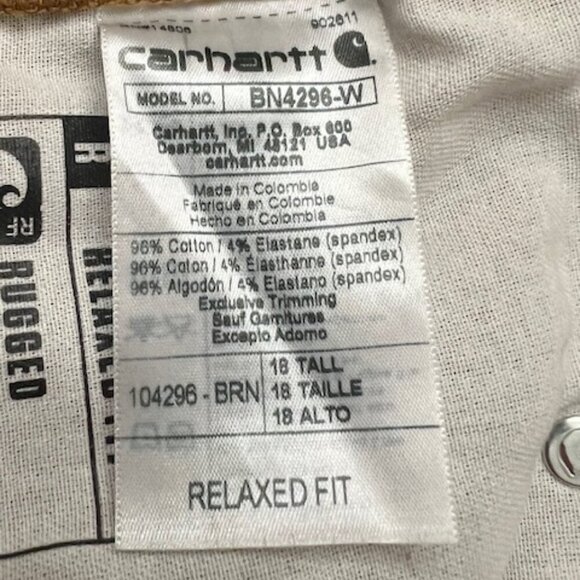 902611
carhartt
MODEL NO. BN4296-W
Carhartt, Inc. P.O. Box 600
Dearborn, MI 48121 USA
carhartt.com
Made in Colombia
Fabriqué en Colombie
Hecho en Colombia
96% Cotton / 4% Elastane (spandex)
96% Coton / 4% Élasthanne (spandex)
96% Algodón / 4% Elastano (spandex)
Exclusive Trimming
Sauf Garnitures
Excepto Adorno
104296 - BRN
18 TALL
18 TAILLE
18 ALTO
RELAXED FIT
R
RELAXED
RFF
RUGGED